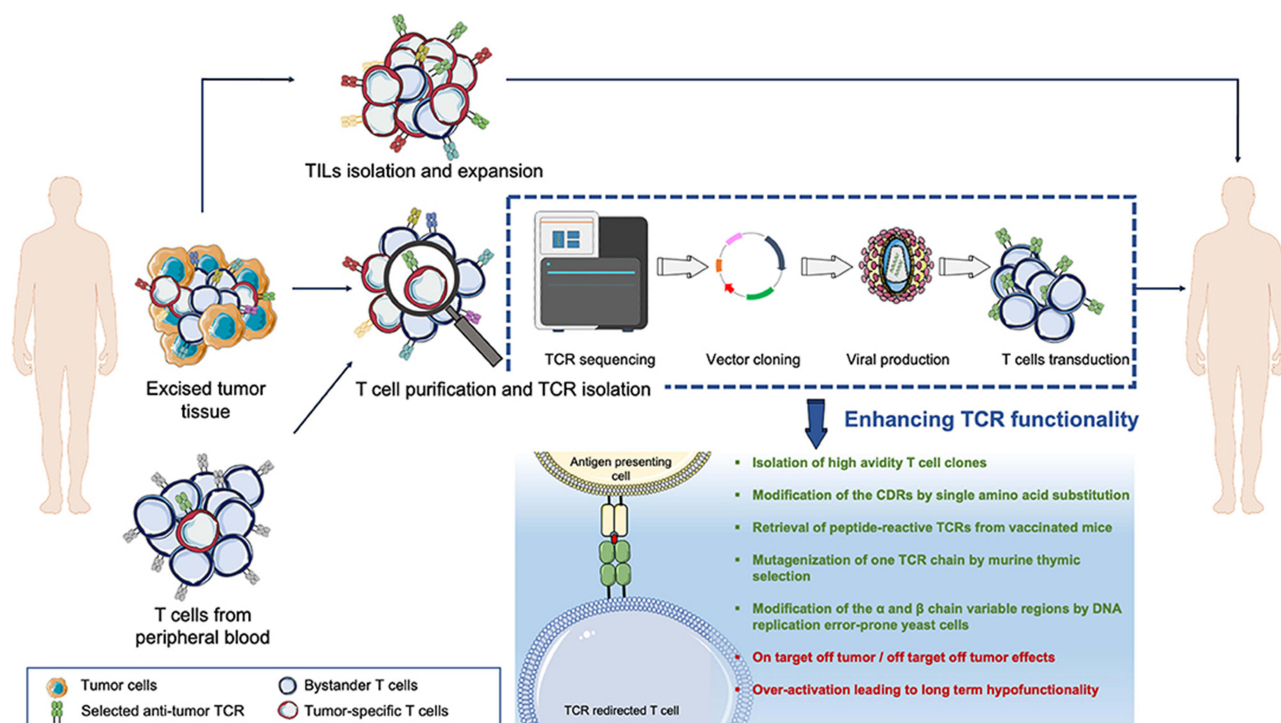 TILs isolation and expansion
Excised tumor
tissue
T cell purification and TCR isolation
TCR sequencing
Vector cloning
Viral production
T cells transduction
T cells from
peripheral blood
Enhancing TCR functionality
Antigen presenting
cell
TCR redirected T cell
▪ Isolation of high avidity T cell clones
▪ Modification of the CDRs by single amino acid substitution
▪ Retrieval of peptide-reactive TCRs from vaccinated mice
▪ Mutagenization of one TCR chain by murine thymic
selection
▪ Modification of the α and β chain variable regions by DNA
replication error-prone yeast cells
▪ On target off tumor / off target off tumor effects
▪ Over-activation leading to long term hypofunctionality
Tumor cells
Bystander T cells
Selected anti-tumor TCR
Tumor-specific T cells